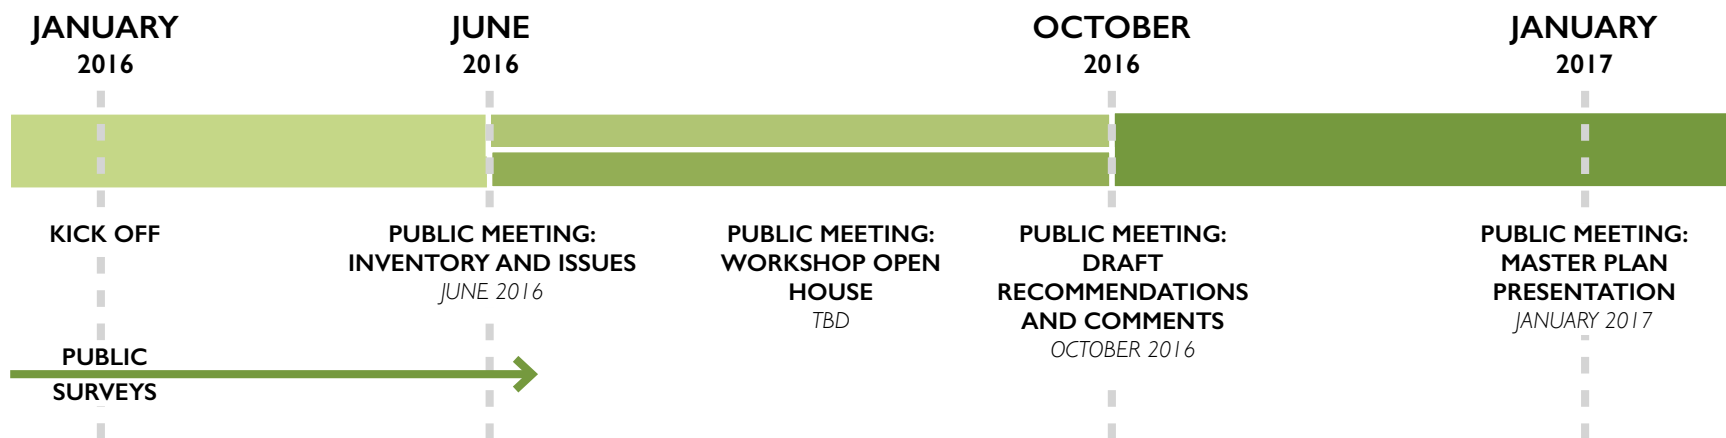 JANUARY
2016
JUNE
2016
OCTOBER
2016
JANUARY
2017
KICK OFF
PUBLIC MEETING:
INVENTORY AND ISSUES
JUNE 2016
PUBLIC MEETING:
WORKSHOP OPEN
HOUSE
TBD
PUBLIC MEETING:
DRAFT
RECOMMENDATIONS
AND COMMENTS
OCTOBER 2016
PUBLIC MEETING:
MASTER PLAN
PRESENTATION
JANUARY 2017
PUBLIC
SURVEYS